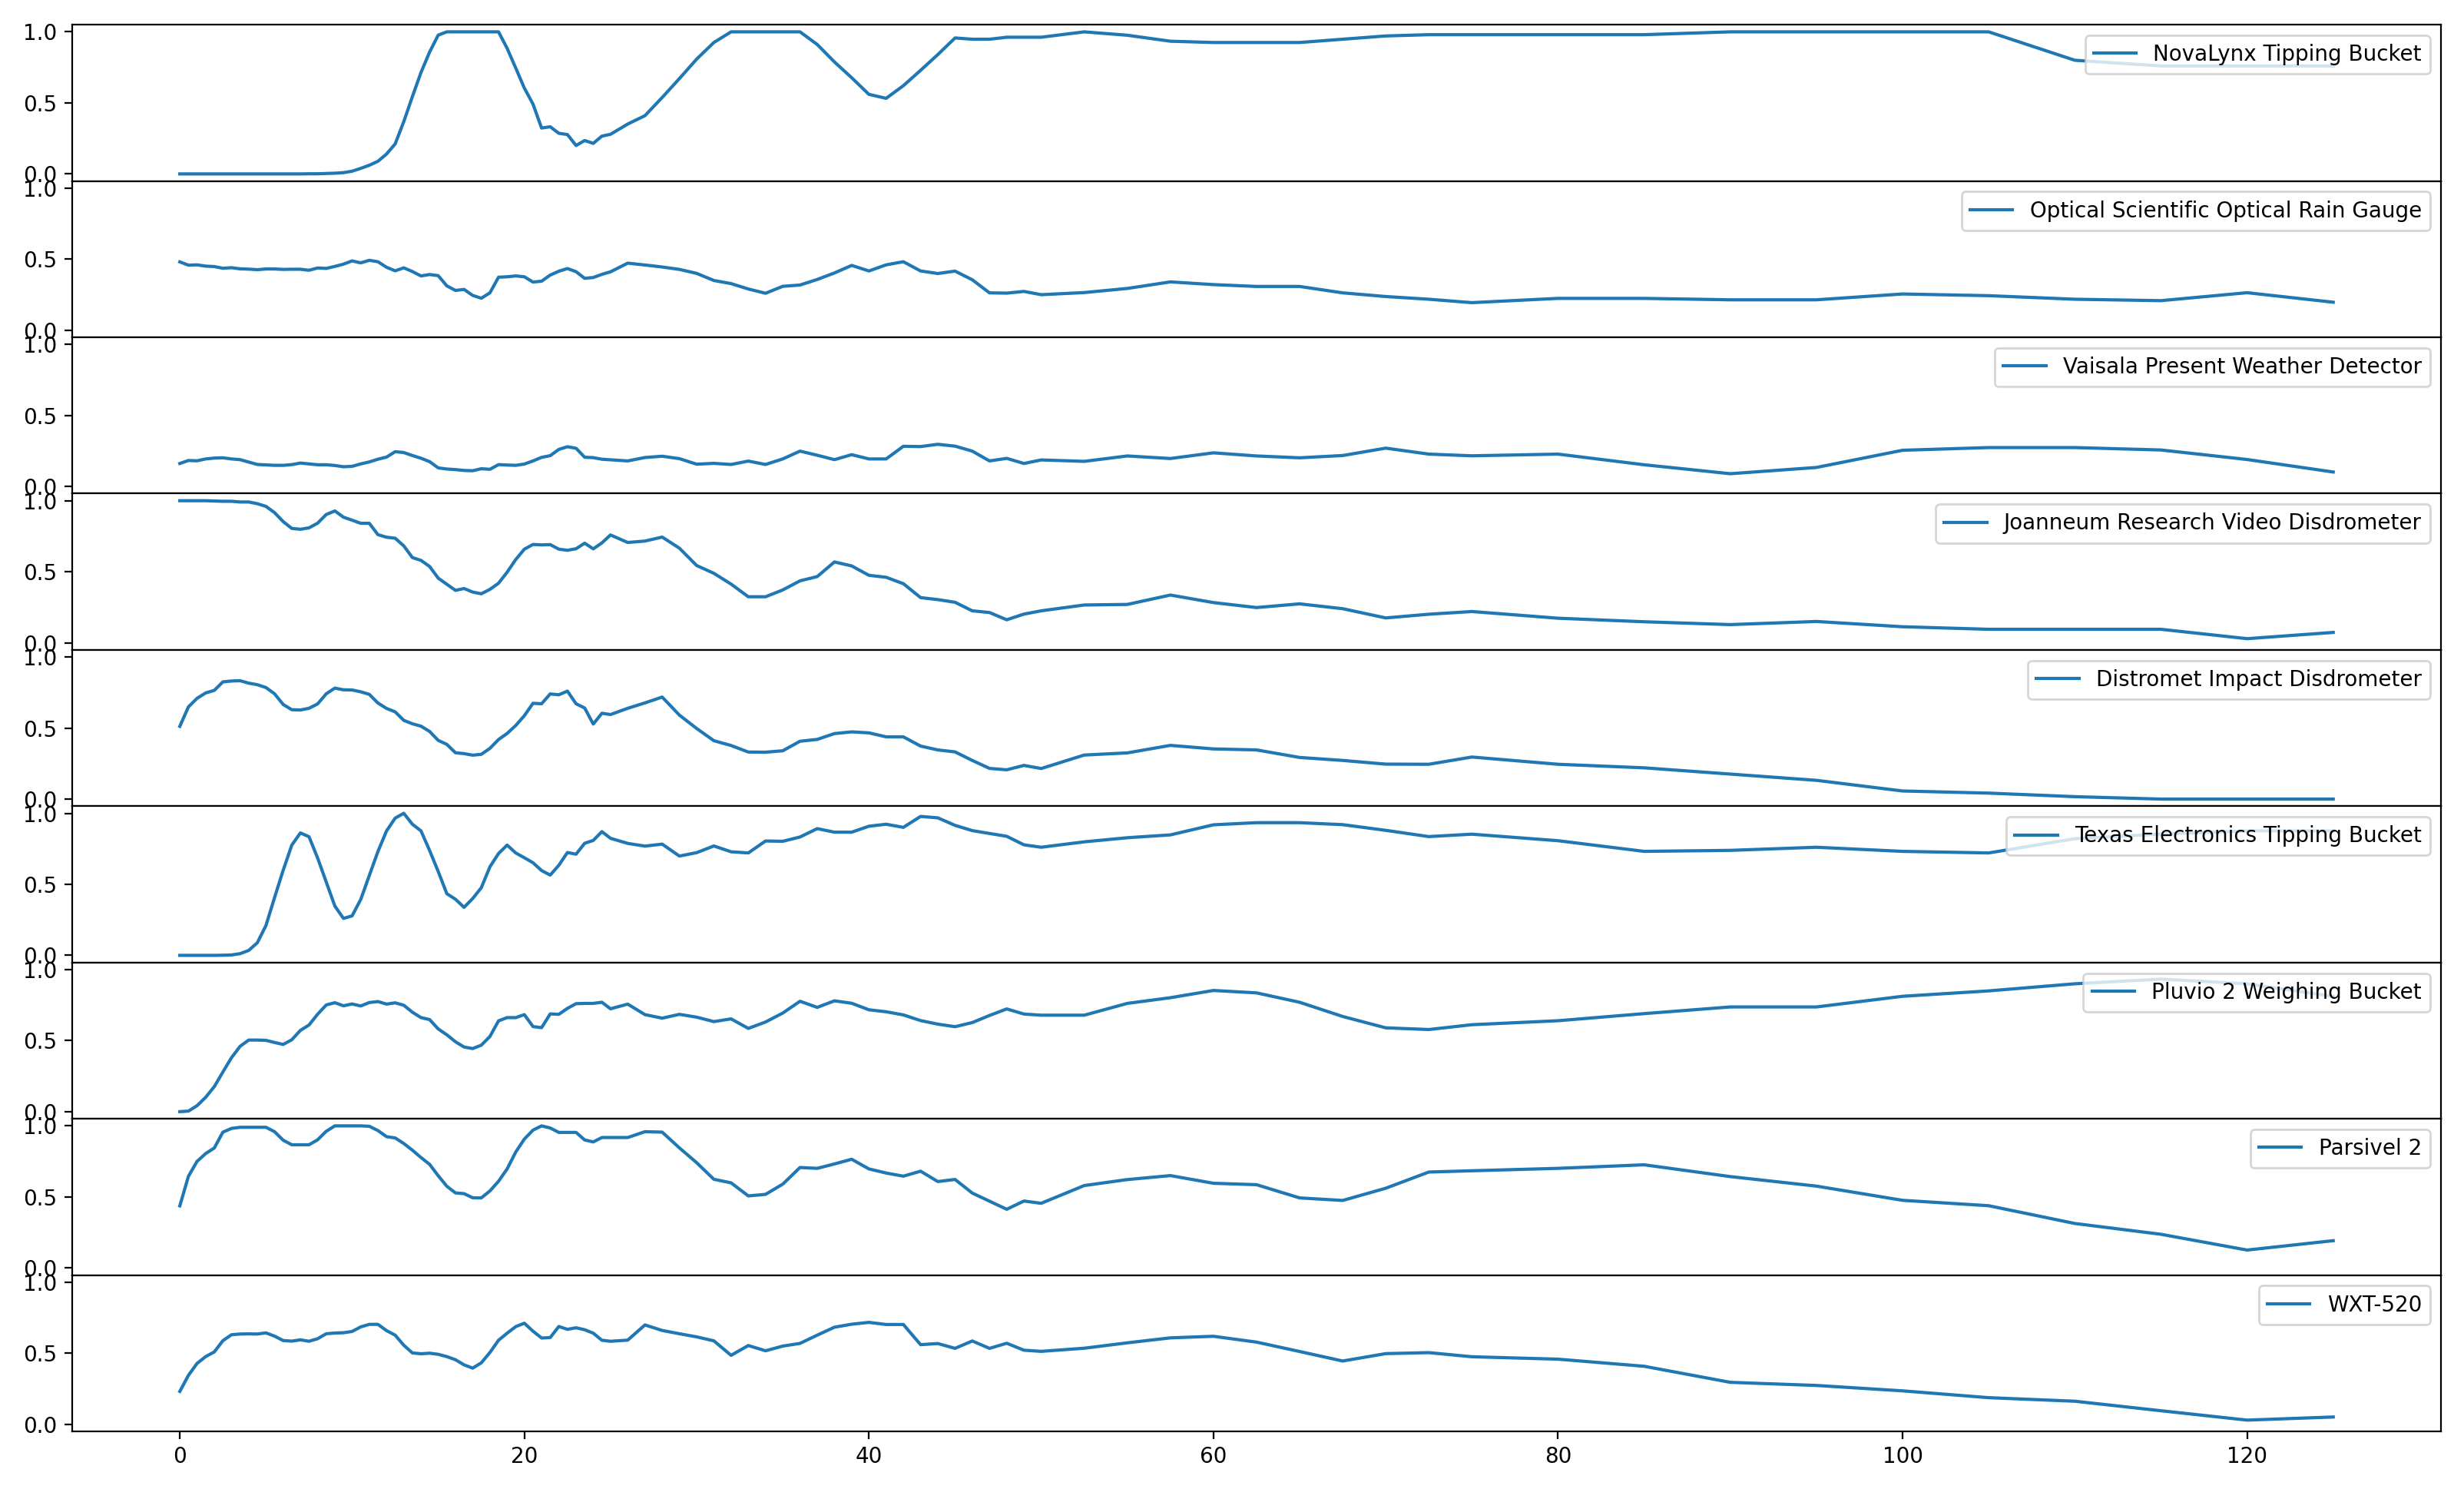 1.0
NovaLynx Tipping Bucket
0.5
0.0
1.0
Optical Scientific Optical Rain Gauge
0.5
0.0
1.0
Vaisala Present Weather Detector
0.5
0.0
1.0
Joanneum Research Video Disdrometer
0.5
0.0
1.0
Distromet Impact Disdrometer
0.5
0.0
1.0
Texas Electronics Tipping Bucket
0.5
0.0
1.0
Pluvio 2 Weighing Bucket
0.5
0.0
1.0
Parsivel 2
0.5
0.0
1.0
WXT-520
0.5
0.0
0 20 40 60 80 100 120